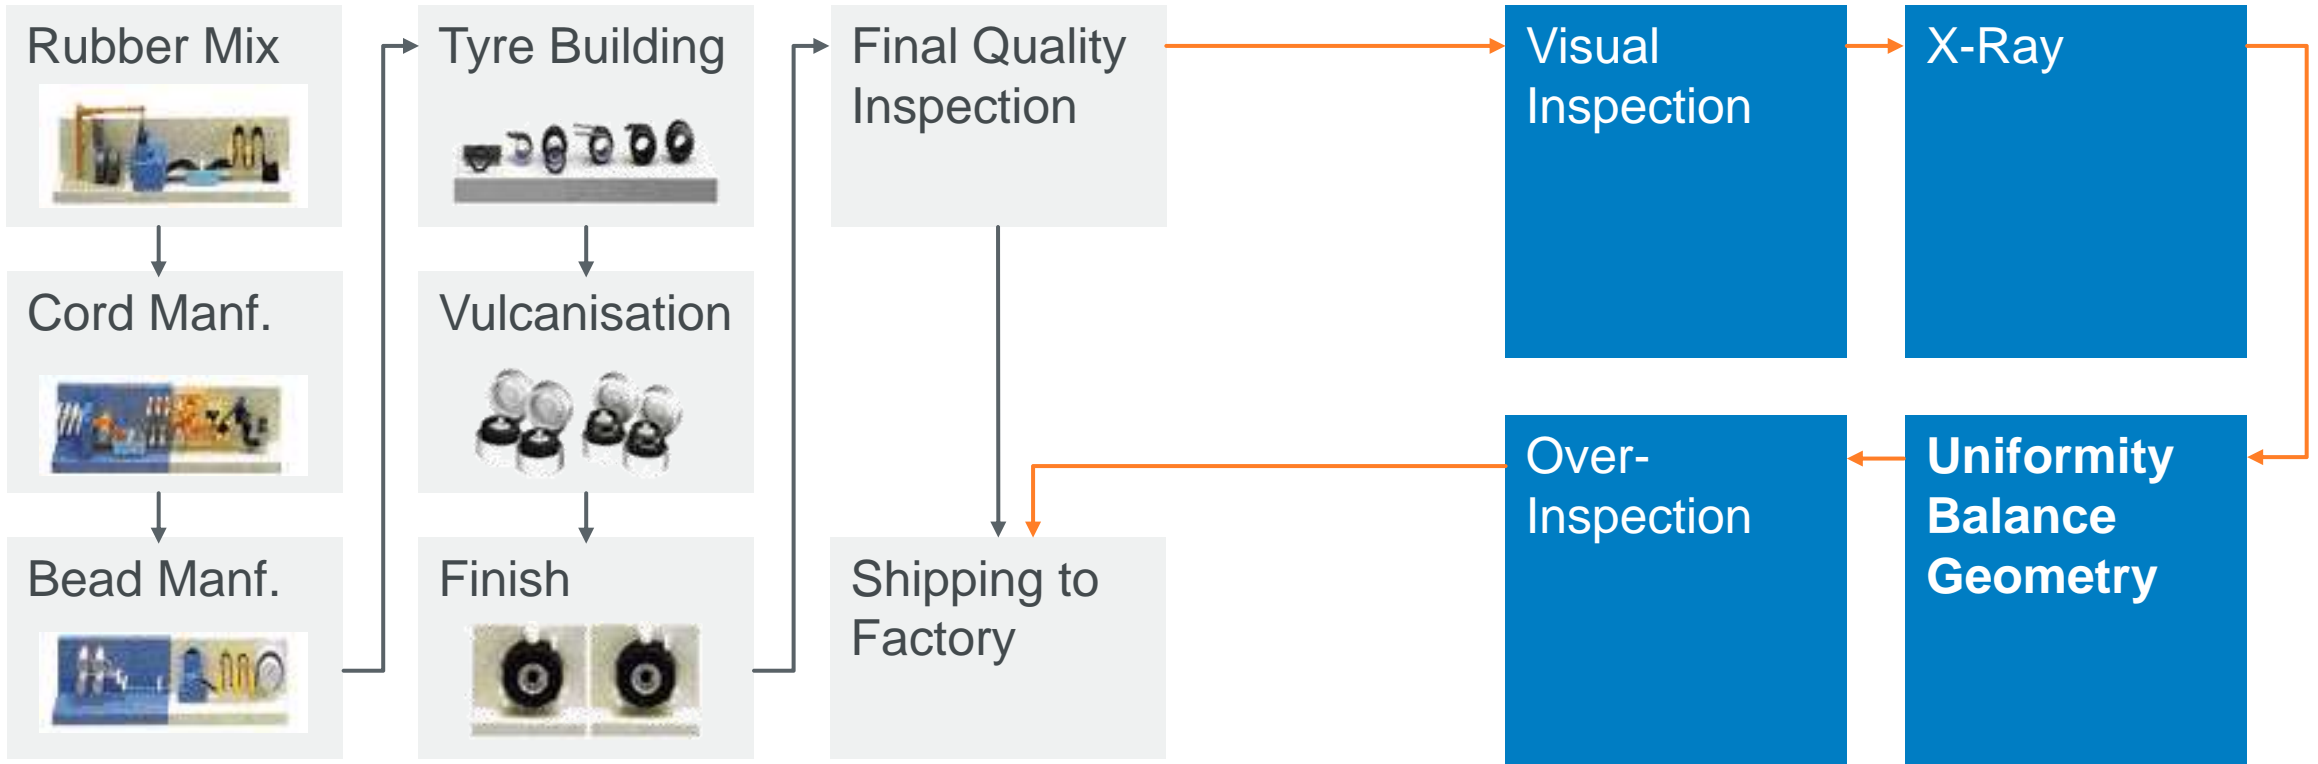 Rubber Mix
Cord Manf.
Bead Manf.
Tyre Building
Vulcanisation
Finish
Final Quality
Inspection
Shipping to
Factory
Visual
Inspection
X-Ray
Uniformity
Balance
Geometry
Over-
Inspection